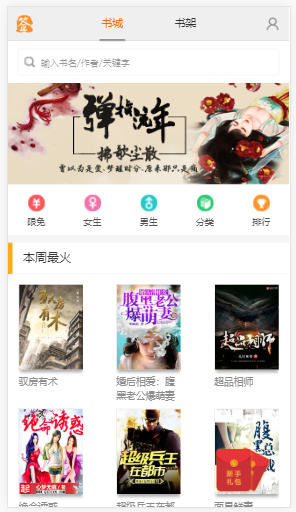 书城 书架
输入书名/作者/关键字
弹指流年
拂歌尘散
曾以为是爱,梦醒时分,原来那只是伤
限免 女生 男生 分类 排行
本周最火
驭房有术
腹黑老公爆萌妻
超品相师
驭房有术 婚后相爱：腹 超品相师
黑老公爆萌妻
绝命诱惑
超级兵王在都市
腹黑
新手礼包
绝命诱惑 超级兵王在都